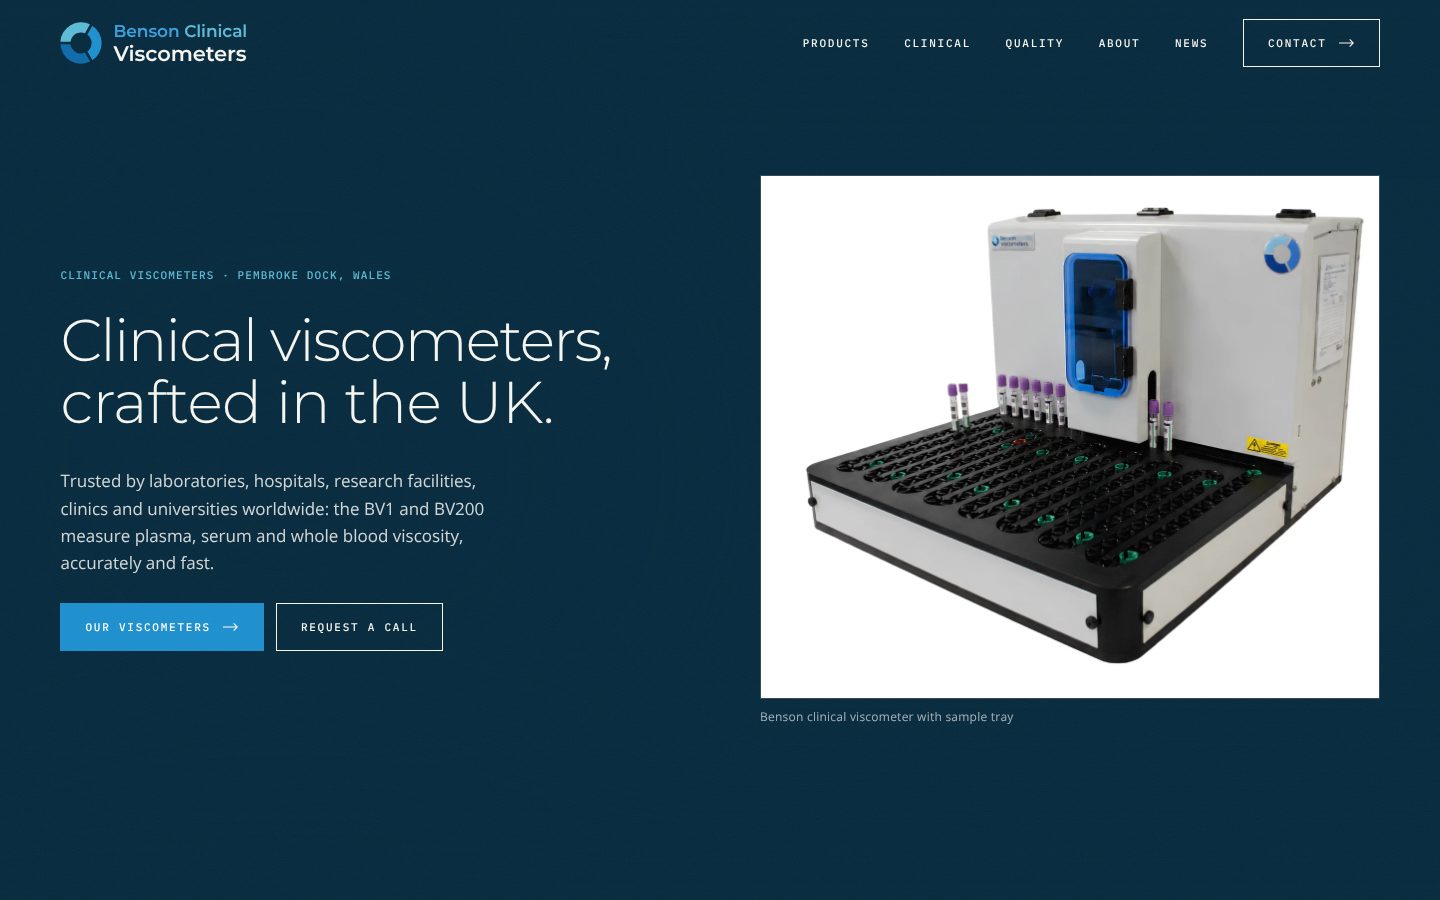 Benson Clinical
Viscometers
PRODUCTS
CLINICAL
QUALITY
ABOUT
NEWS
CONTACT
CLINICAL VISCOMETERS · PEMBROKE DOCK, WALES
Clinical viscometers,
crafted in the UK.
Trusted by laboratories, hospitals, research facilities,
clinics and universities worldwide: the BV1 and BV200
measure plasma, serum and whole blood viscosity,
accurately and fast.
OUR VISCOMETERS
REQUEST A CALL
Benson
viscometers
Benson clinical viscometer with sample tray